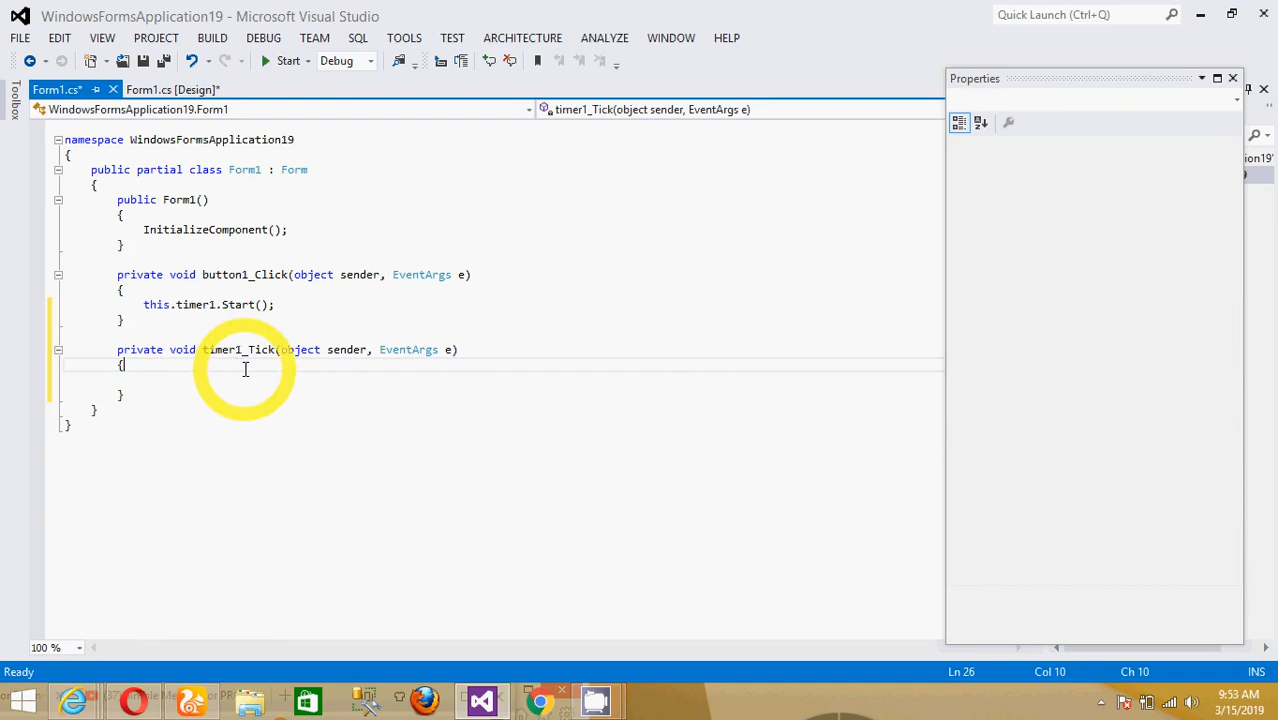 WindowsFormsApplication19 - Microsoft Visual Studio
Quick Launch (Ctrl+Q)
FILE EDIT VIEW PROJECT BUILD DEBUG TEAM SQL TOOLS TEST ARCHITECTURE ANALYZE WINDOW HELP
Start Debug
Toolbox
Form1.cs* Form1.cs [Design]*
Properties
WindowsFormsApplication19.Form1 timer1_Tick(object sender, EventArgs e)
namespace WindowsFormsApplication19
{
public partial class Form1 : Form
{
public Form1()
{
InitializeComponent();
}
private void button1_Click(object sender, EventArgs e)
{
this.timer1.Start();
}
private void timer1_Tick(object sender, EventArgs e)
{
}
}
}
ion19'
9
100 %
Ready Ln 26 Col 10 Ch 10 INS
9:53 AM
3/15/2019